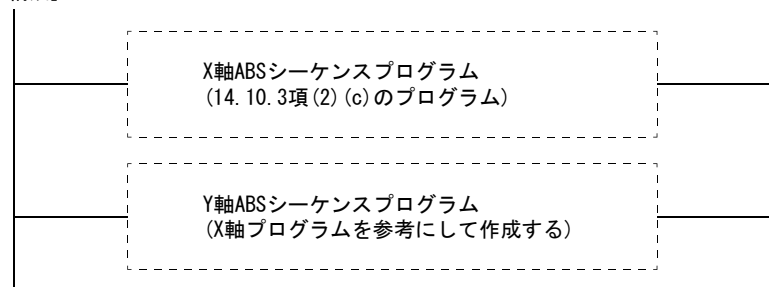 X軸ABSシーケンスプログラム
(14.10.3項(2)(c)のプログラム)
Y軸ABSシーケンスプログラム
(X軸プログラムを参考にして作成する)